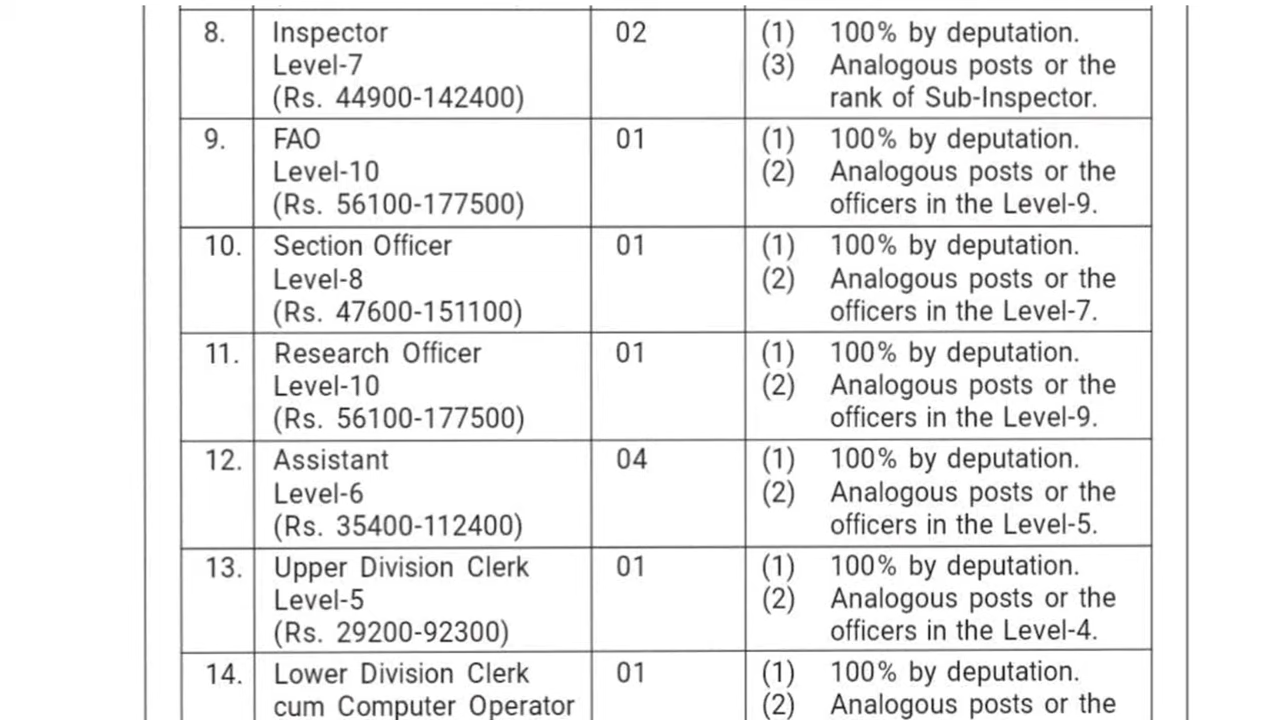 8. Inspector 02 (1) 100% by deputation.
Level-7 (3) Analogous posts or the
(Rs. 44900-142400) rank of Sub-Inspector.
9. FAO 01 (1) 100% by deputation.
Level-10 (2) Analogous posts or the
(Rs. 56100-177500) officers in the Level-9.
10. Section Officer 01 (1) 100% by deputation.
Level-8 (2) Analogous posts or the
(Rs. 47600-151100) officers in the Level-7.
11. Research Officer 01 (1) 100% by deputation.
Level-10 (2) Analogous posts or the
(Rs. 56100-177500) officers in the Level-9.
12. Assistant 04 (1) 100% by deputation.
Level-6 (2) Analogous posts or the
(Rs. 35400-112400) officers in the Level-5.
13. Upper Division Clerk 01 (1) 100% by deputation.
Level-5 (2) Analogous posts or the
(Rs. 29200-92300) officers in the Level-4.
14. Lower Division Clerk 01 (1) 100% by deputation.
cum Computer Operator (2) Analogous posts or the